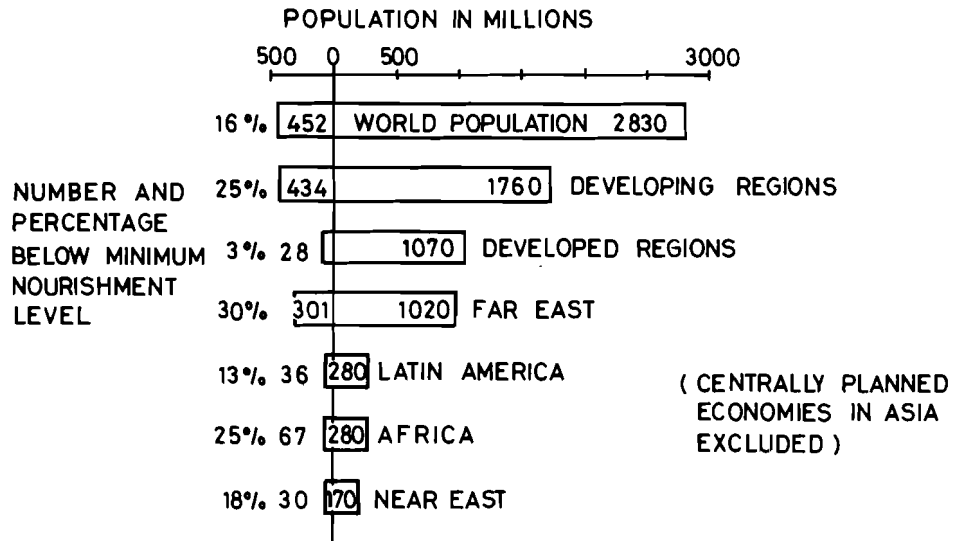 POPULATION IN MILLIONS
500 0 500 3000
16% 452 WORLD POPULATION 2830
25% 434 1760 DEVELOPING REGIONS
NUMBER AND
PERCENTAGE
BELOW MINIMUM
NOURISHMENT
LEVEL
3% 28 1070 DEVELOPED REGIONS
30% 301 1020 FAR EAST
13% 36 280 LATIN AMERICA
25% 67 280 AFRICA
18% 30 170 NEAR EAST
( CENTRALLY PLANNED
ECONOMIES IN ASIA
EXCLUDED )